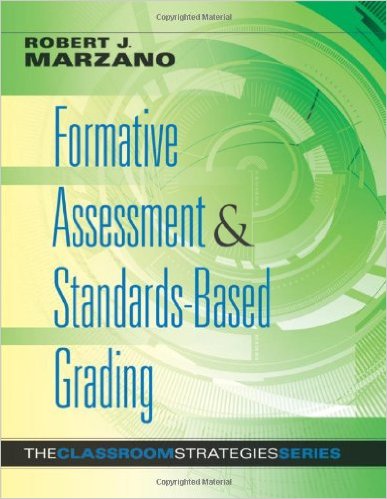 Copyrighted Material
ROBERT J.
MARZANO
Formative
Assessment &
Standards-Based
Grading
THECLASSROOMSTRATEGIESSERIES
Copyrighted Material